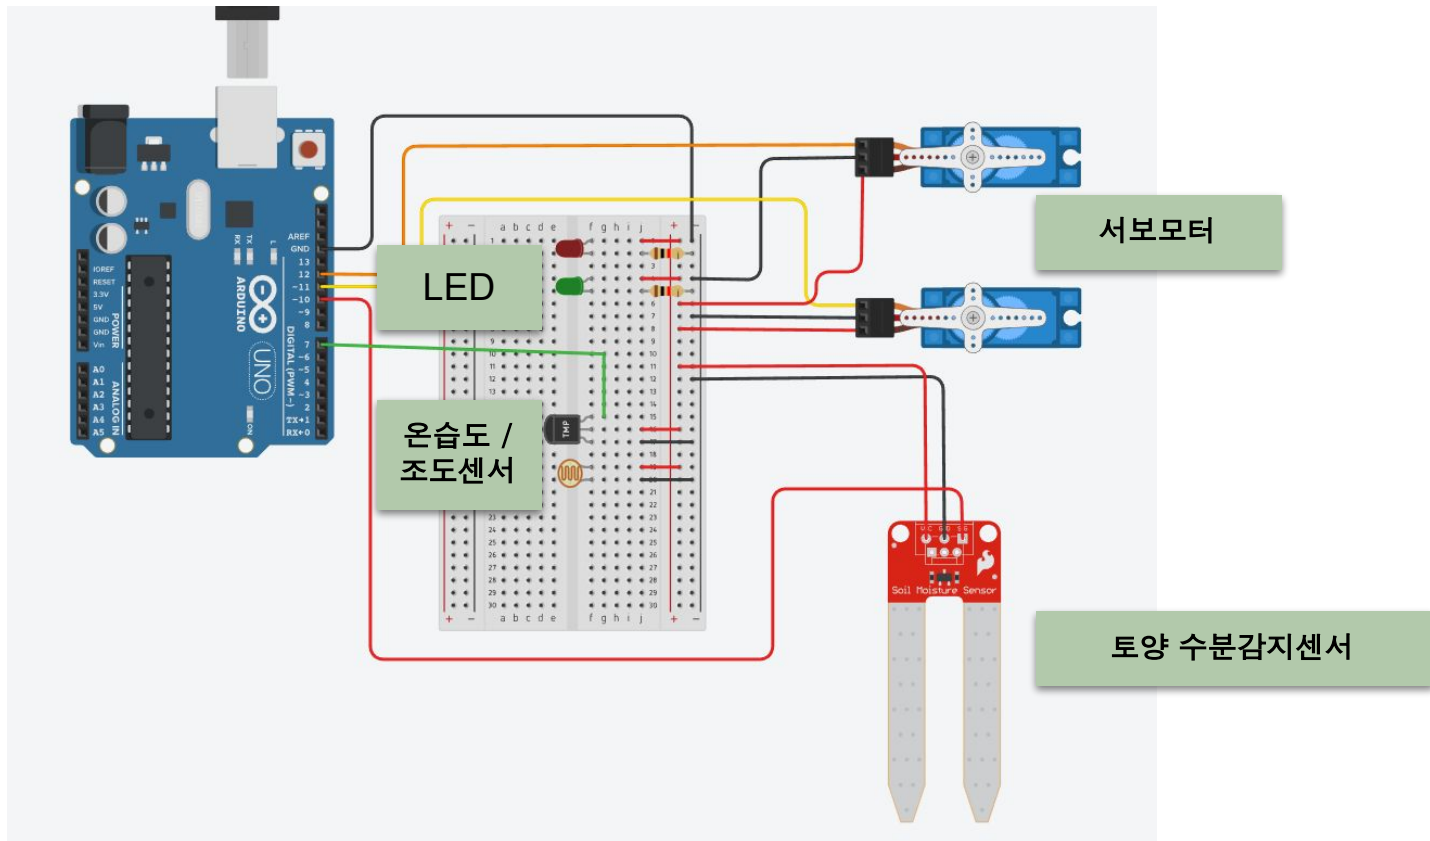 AREF
GND
13
12
~11
~10
~9
8
7
~6
~5
4
~3
2
TX→1
RX←0
DIGITAL (PWM~)
L
TX
RX
ARDUINO
UNO
ON
IOREF
RESET
3.3V
5V
GND
GND
Vin
POWER
A0
A1
A2
A3
A4
A5
ANALOG IN
+ − a b c d e f g h i j + −
LED
온습도 /
조도센서
TMP
+ − a b c d e f g h i j + −
서보모터
Soil Moisture Sensor
토양 수분감지센서